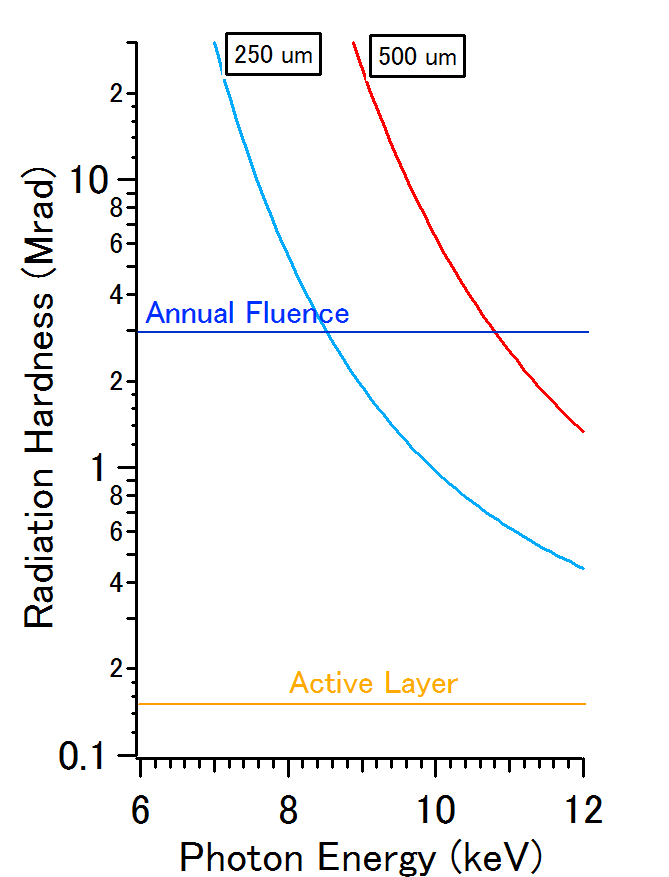 250 um
500 um
2
10
8
6
4
2
1
8
6
4
2
0.1
Radiation Hardness (Mrad)
Annual Fluence
Active Layer
6
8
10
12
Photon Energy (keV)